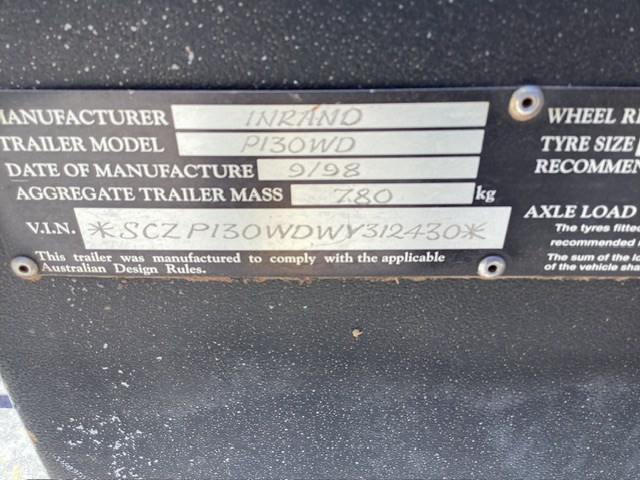 MANUFACTURER INRAND
TRAILER MODEL P130WD
DATE OF MANUFACTURE 9/98
AGGREGATE TRAILER MASS 780 kg
V.I.N. *SCZP130WDWY312430*
This trailer was manufactured to comply with the applicable
Australian Design Rules.
WHEEL
TYRE SIZE
AXLE LOAD
The tyres fitted
recommended
The sum of the
of the vehicle